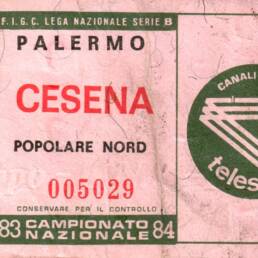 F.I.G.C. LEGA NAZIONALE SERIE B
PALERMO
CESENA
POPOLARE NORD
005029
CONSERVARE PER IL CONTROLLO
83 CAMPIONATO 84
NAZIONALE
CANALI
teles